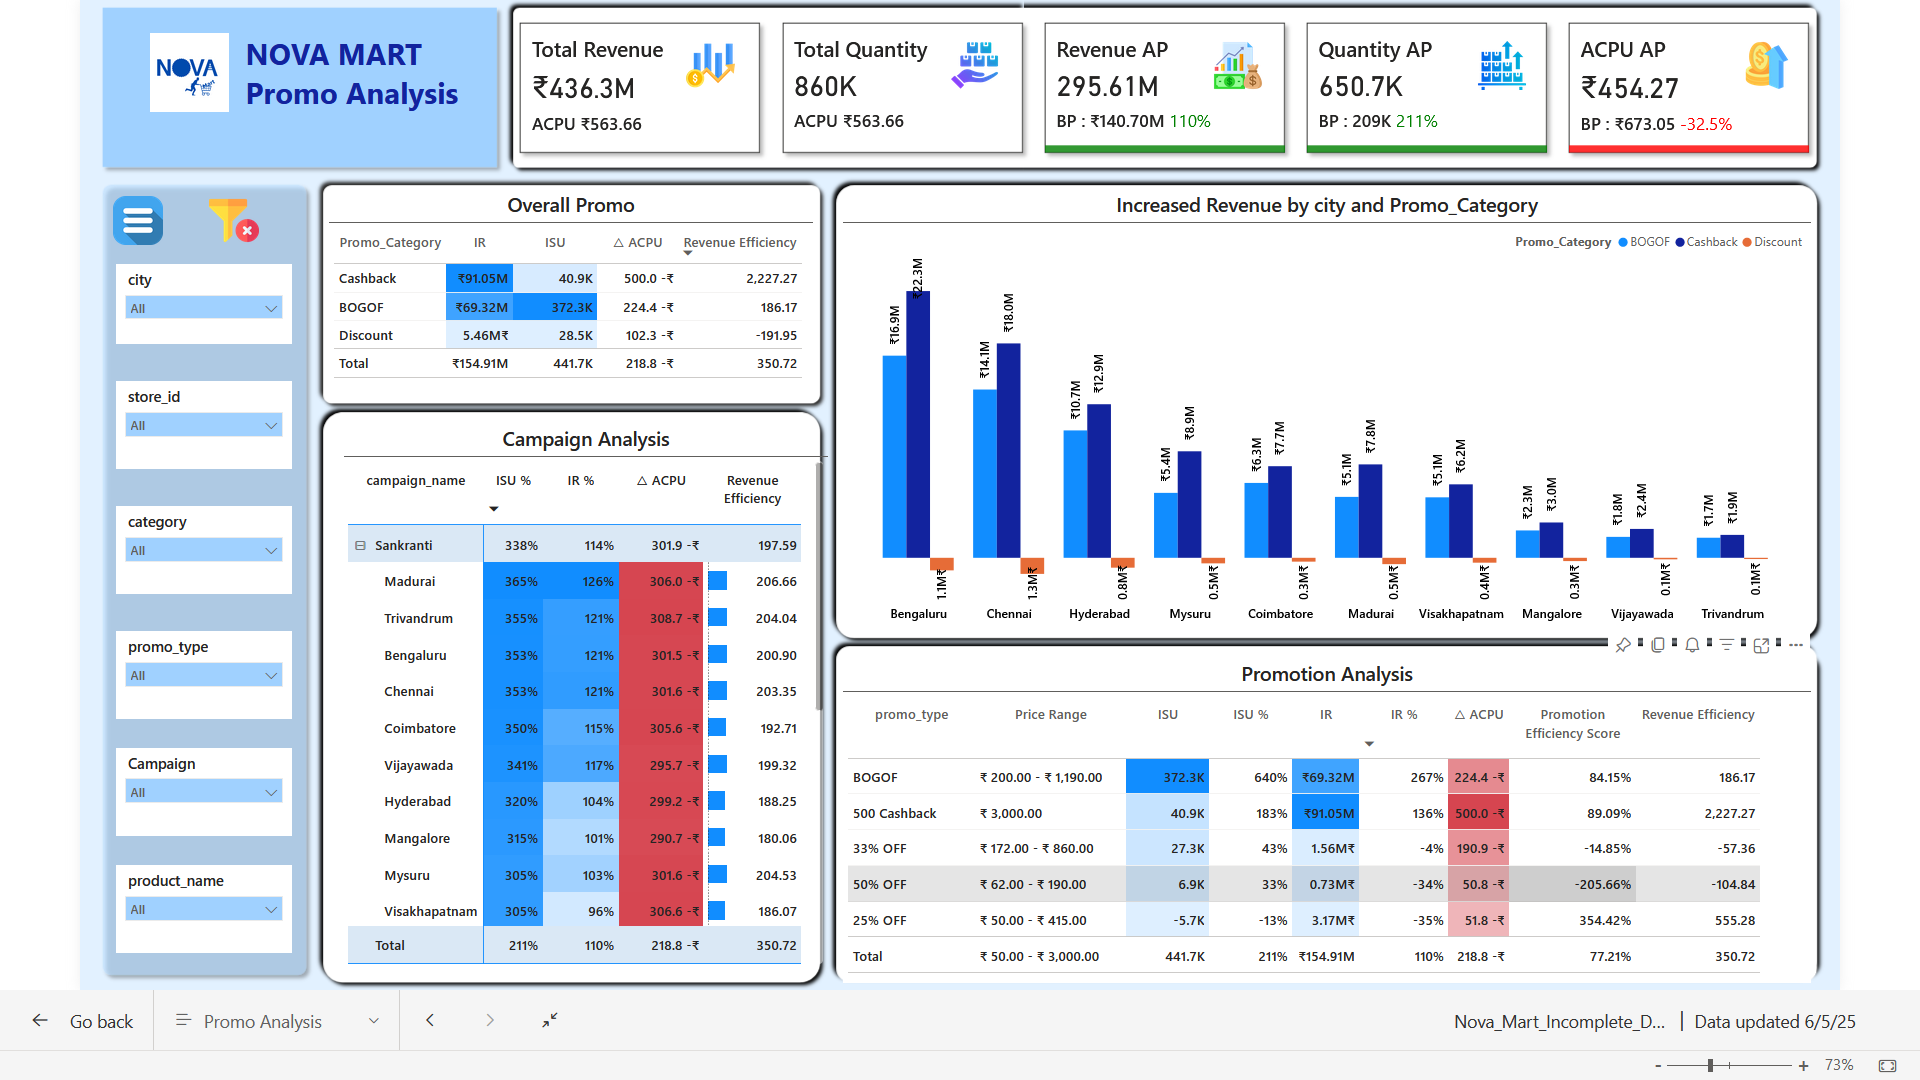 NOVA
NOVA MART
Promo Analysis
Total Revenue
₹436.3M
ACPU ₹563.66
Total Quantity
860K
ACPU ₹563.66
Revenue AP
295.61M
BP : ₹140.70M 110%
Quantity AP
650.7K
BP : 209K 211%
ACPU AP
₹454.27
BP : ₹673.05 -32.5%
city
All
store_id
All
category
All
promo_type
All
Campaign
All
product_name
All
Overall Promo
Promo_Category IR ISU △ ACPU Revenue Efficiency
Cashback ₹91.05M 40.9K 500.0 -₹ 2,227.27
BOGOF ₹69.32M 372.3K 224.4 -₹ 186.17
Discount 5.46M₹ 28.5K 102.3 -₹ -191.95
Total ₹154.91M 441.7K 218.8 -₹ 350.72
Campaign Analysis
campaign_name ISU % IR % △ ACPU Revenue
Efficiency
Sankranti 338% 114% 301.9 -₹ 197.59
Madurai 365% 126% 306.0 -₹ 206.66
Trivandrum 355% 121% 308.7 -₹ 204.04
Bengaluru 353% 121% 301.5 -₹ 200.90
Chennai 353% 121% 301.6 -₹ 203.35
Coimbatore 350% 115% 305.6 -₹ 192.71
Vijayawada 341% 117% 295.7 -₹ 199.32
Hyderabad 320% 104% 299.2 -₹ 188.25
Mangalore 315% 101% 290.7 -₹ 180.06
Mysuru 305% 103% 301.6 -₹ 204.53
Visakhapatnam 305% 96% 306.6 -₹ 186.07
Total 211% 110% 218.8 -₹ 350.72
Increased Revenue by city and Promo_Category
Promo_Category BOGOF Cashback Discount
₹16.9M ₹22.3M 1.1M₹
₹14.1M ₹18.0M 1.3M₹
₹10.7M ₹12.9M 0.8M₹
₹5.4M ₹8.9M 0.5M₹
₹6.3M ₹7.7M 0.3M₹
₹5.1M ₹7.8M 0.5M₹
₹5.1M ₹6.2M 0.4M₹
₹2.3M ₹3.0M 0.3M₹
₹1.8M ₹2.4M 0.1M₹
₹1.7M ₹1.9M 0.1M₹
Bengaluru Chennai Hyderabad Mysuru Coimbatore Madurai Visakhapatnam Mangalore Vijayawada Trivandrum
Promotion Analysis
promo_type Price Range ISU ISU % IR IR % △ ACPU Promotion Revenue Efficiency
Efficiency Score
BOGOF ₹ 200.00 - ₹ 1,190.00 372.3K 640% ₹69.32M 267% 224.4 -₹ 84.15% 186.17
500 Cashback ₹ 3,000.00 40.9K 183% ₹91.05M 136% 500.0 -₹ 89.09% 2,227.27
33% OFF ₹ 172.00 - ₹ 860.00 27.3K 43% 1.56M₹ -4% 190.9 -₹ -14.85% -57.36
50% OFF ₹ 62.00 - ₹ 190.00 6.9K 33% 0.73M₹ -34% 50.8 -₹ -205.66% -104.84
25% OFF ₹ 50.00 - ₹ 415.00 -5.7K -13% 3.17M₹ -35% 51.8 -₹ 354.42% 555.28
Total ₹ 50.00 - ₹ 3,000.00 441.7K 211% ₹154.91M 110% 218.8 -₹ 77.21% 350.72
Go back
Promo Analysis
Nova_Mart_Incomplete_D... | Data updated 6/5/25
- + 73%